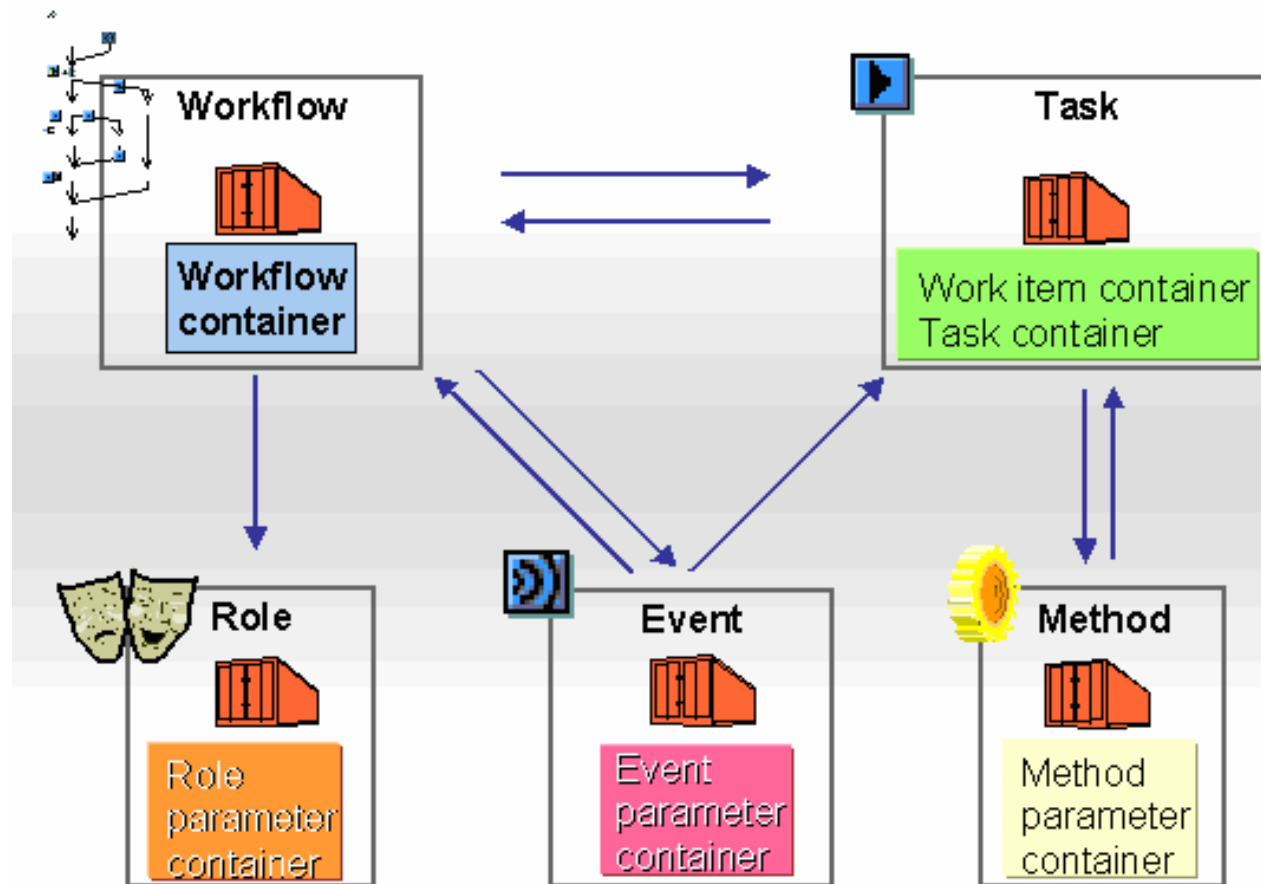 Workflow
Workflow
container
Task
Work item container
Task container
Role
Role
parameter
container
Event
Event
parameter
container
Method
Method
parameter
container